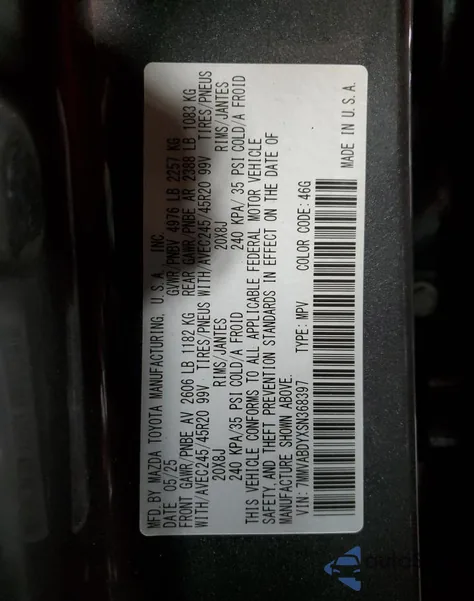 MFD. BY MAZDA TOYOTA MANUFACTURING, U.S.A., INC.
DATE 05/25 GVWR/PNBV 4976 LB 2257 KG
FRONT GAWR/PNBE AV 2606 LB 1182 KG REAR GAWR/PNBE AR 2388 LB 1083 KG
WITH/AVEC245/45R20 99V TIRES/PNEUS WITH/AVEC245/45R20 99V TIRES/PNEUS
20X8J RIMS/JANTES 20X8J RIMS/JANTES
240 KPA/35 PSI COLD/A FROID 240 KPA/ 35 PSI COLD/A FROID
THIS VEHICLE CONFORMS TO ALL APPLICABLE FEDERAL MOTOR VEHICLE
SAFETY AND THEFT PREVENTION STANDARDS IN EFFECT ON THE DATE OF
MANUFACTURE SHOWN ABOVE.
VIN: 7MMVABDYXSN368397 TYPE: MPV COLOR CODE: 46G
MADE IN U.S.A.